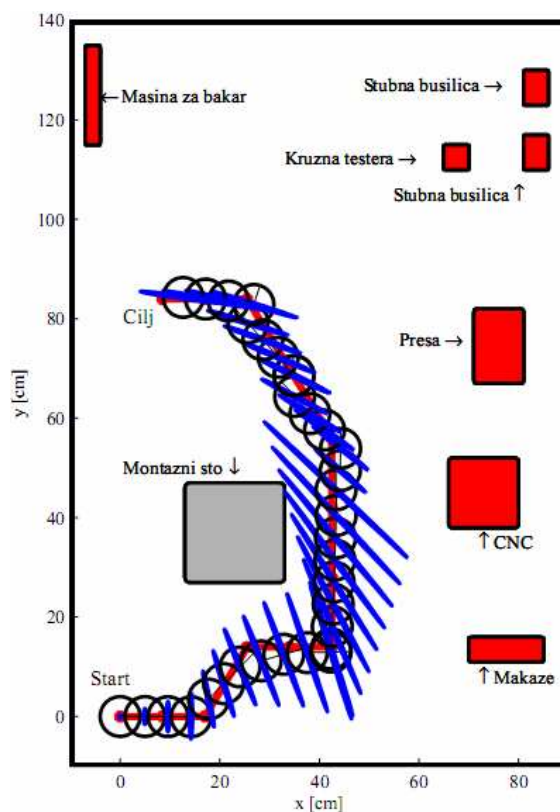 140
120
100
80
60
40
20
0
y [cm]
← Masina za bakar
Stubna busilica →
Kruzna testera →
Stubna busilica ↑
Cilj
Presa →
Montazni sto ↓
↑ CNC
Start
↑ Makaze
0 20 40 60 80
x [cm]